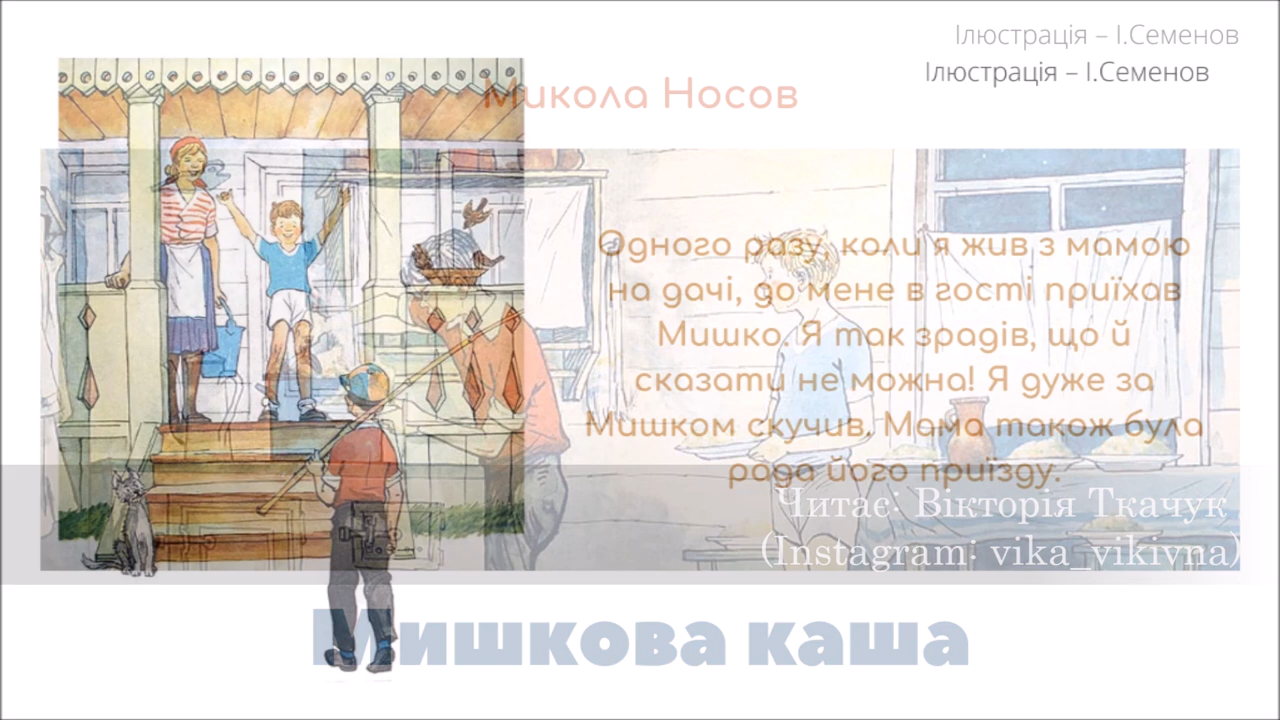 Ілюстрація – І.Семенов
Ілюстрація – І.Семенов
Микола Носов
Одного разу, коли я жив з мамою
на дачі, до мене в гості приїхав
Мишко. Я так зрадів, що й
сказати не можна! Я дуже за
Мишком скучив. Мама також була
рада його приїзду.
Читає: Вікторія Ткачук
(Instagram: vika_vikivna)
Мишкова каша